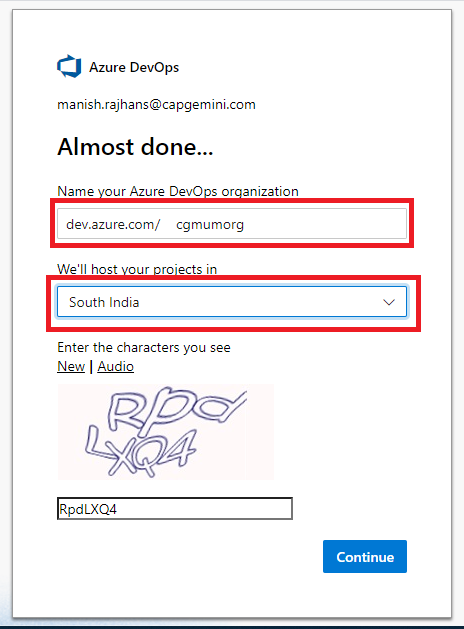 Azure DevOps
manish.rajhans@capgemini.com
Almost done...
Name your Azure DevOps organization
dev.azure.com/ cgmumorg
We'll host your projects in
South India
Enter the characters you see
New | Audio
Rpd
LXQ4
RpdLXQ4
Continue